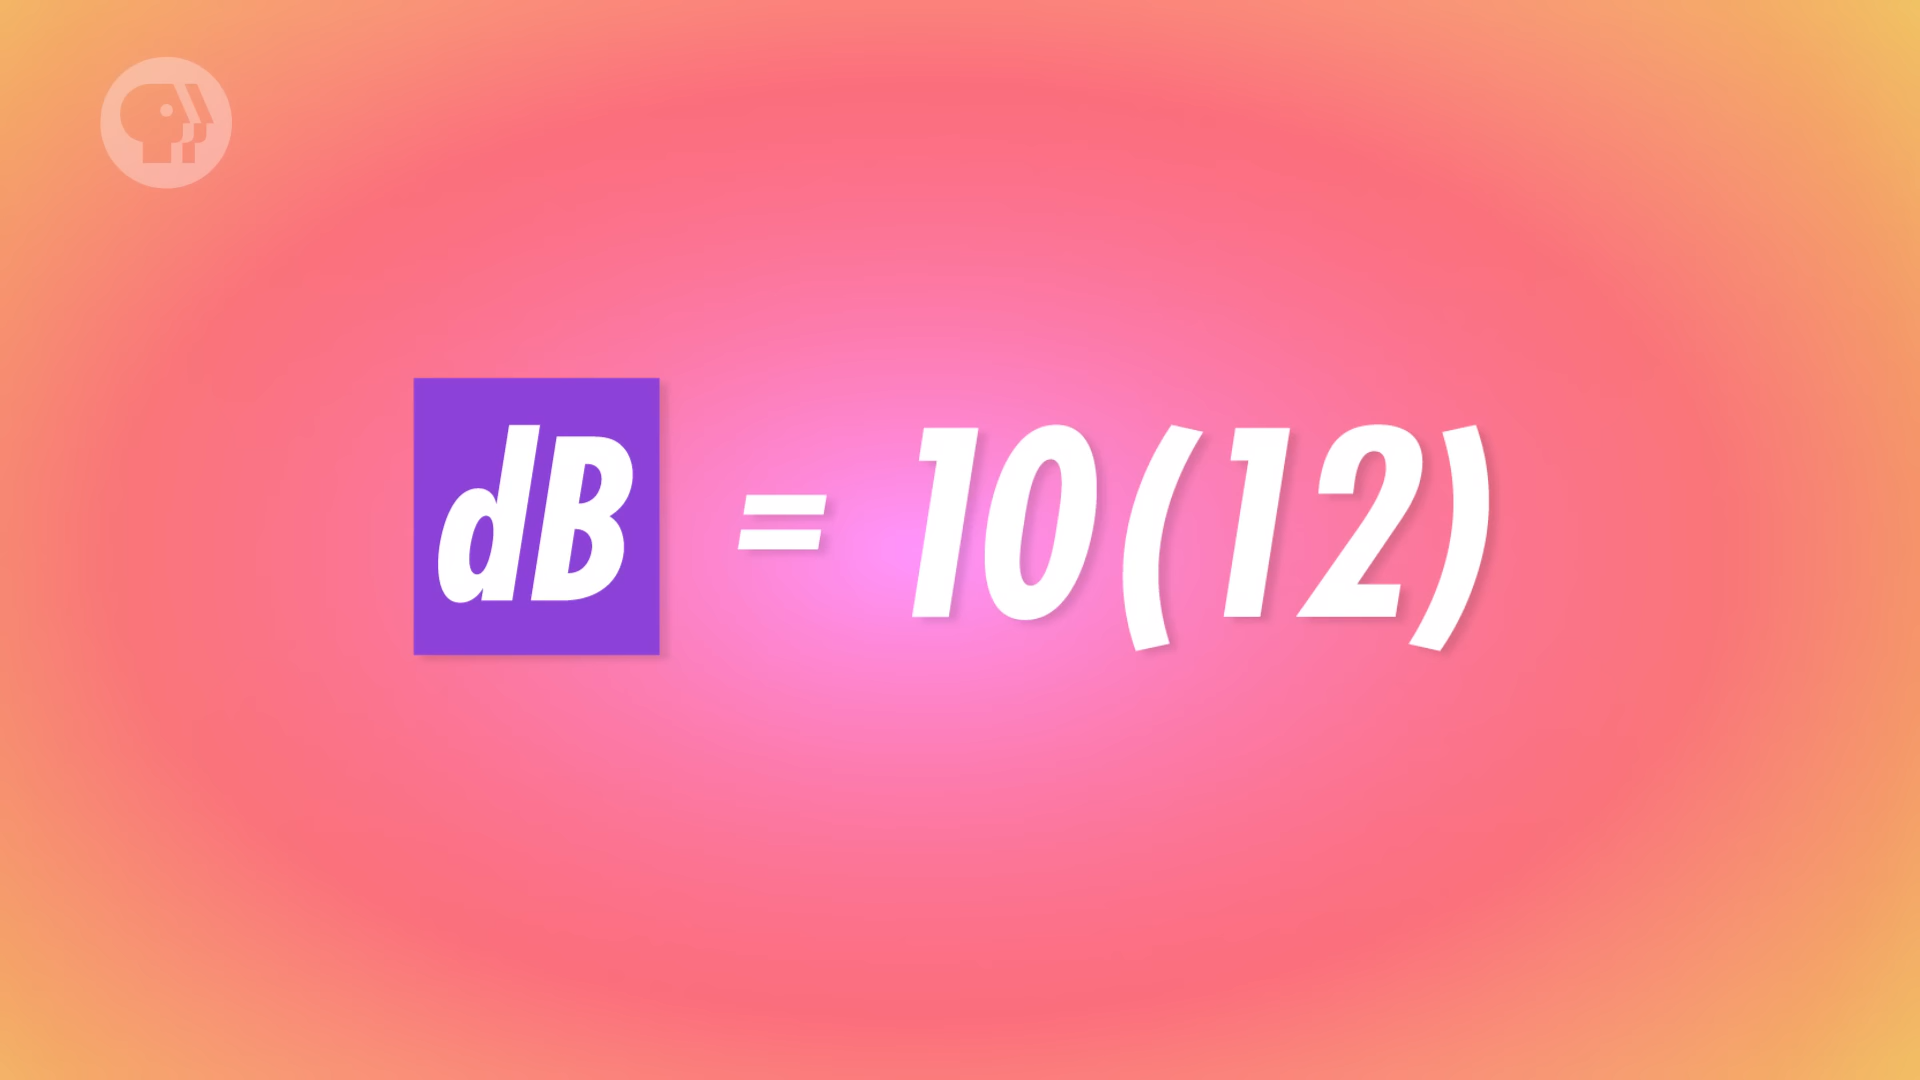 dB = 10(12)